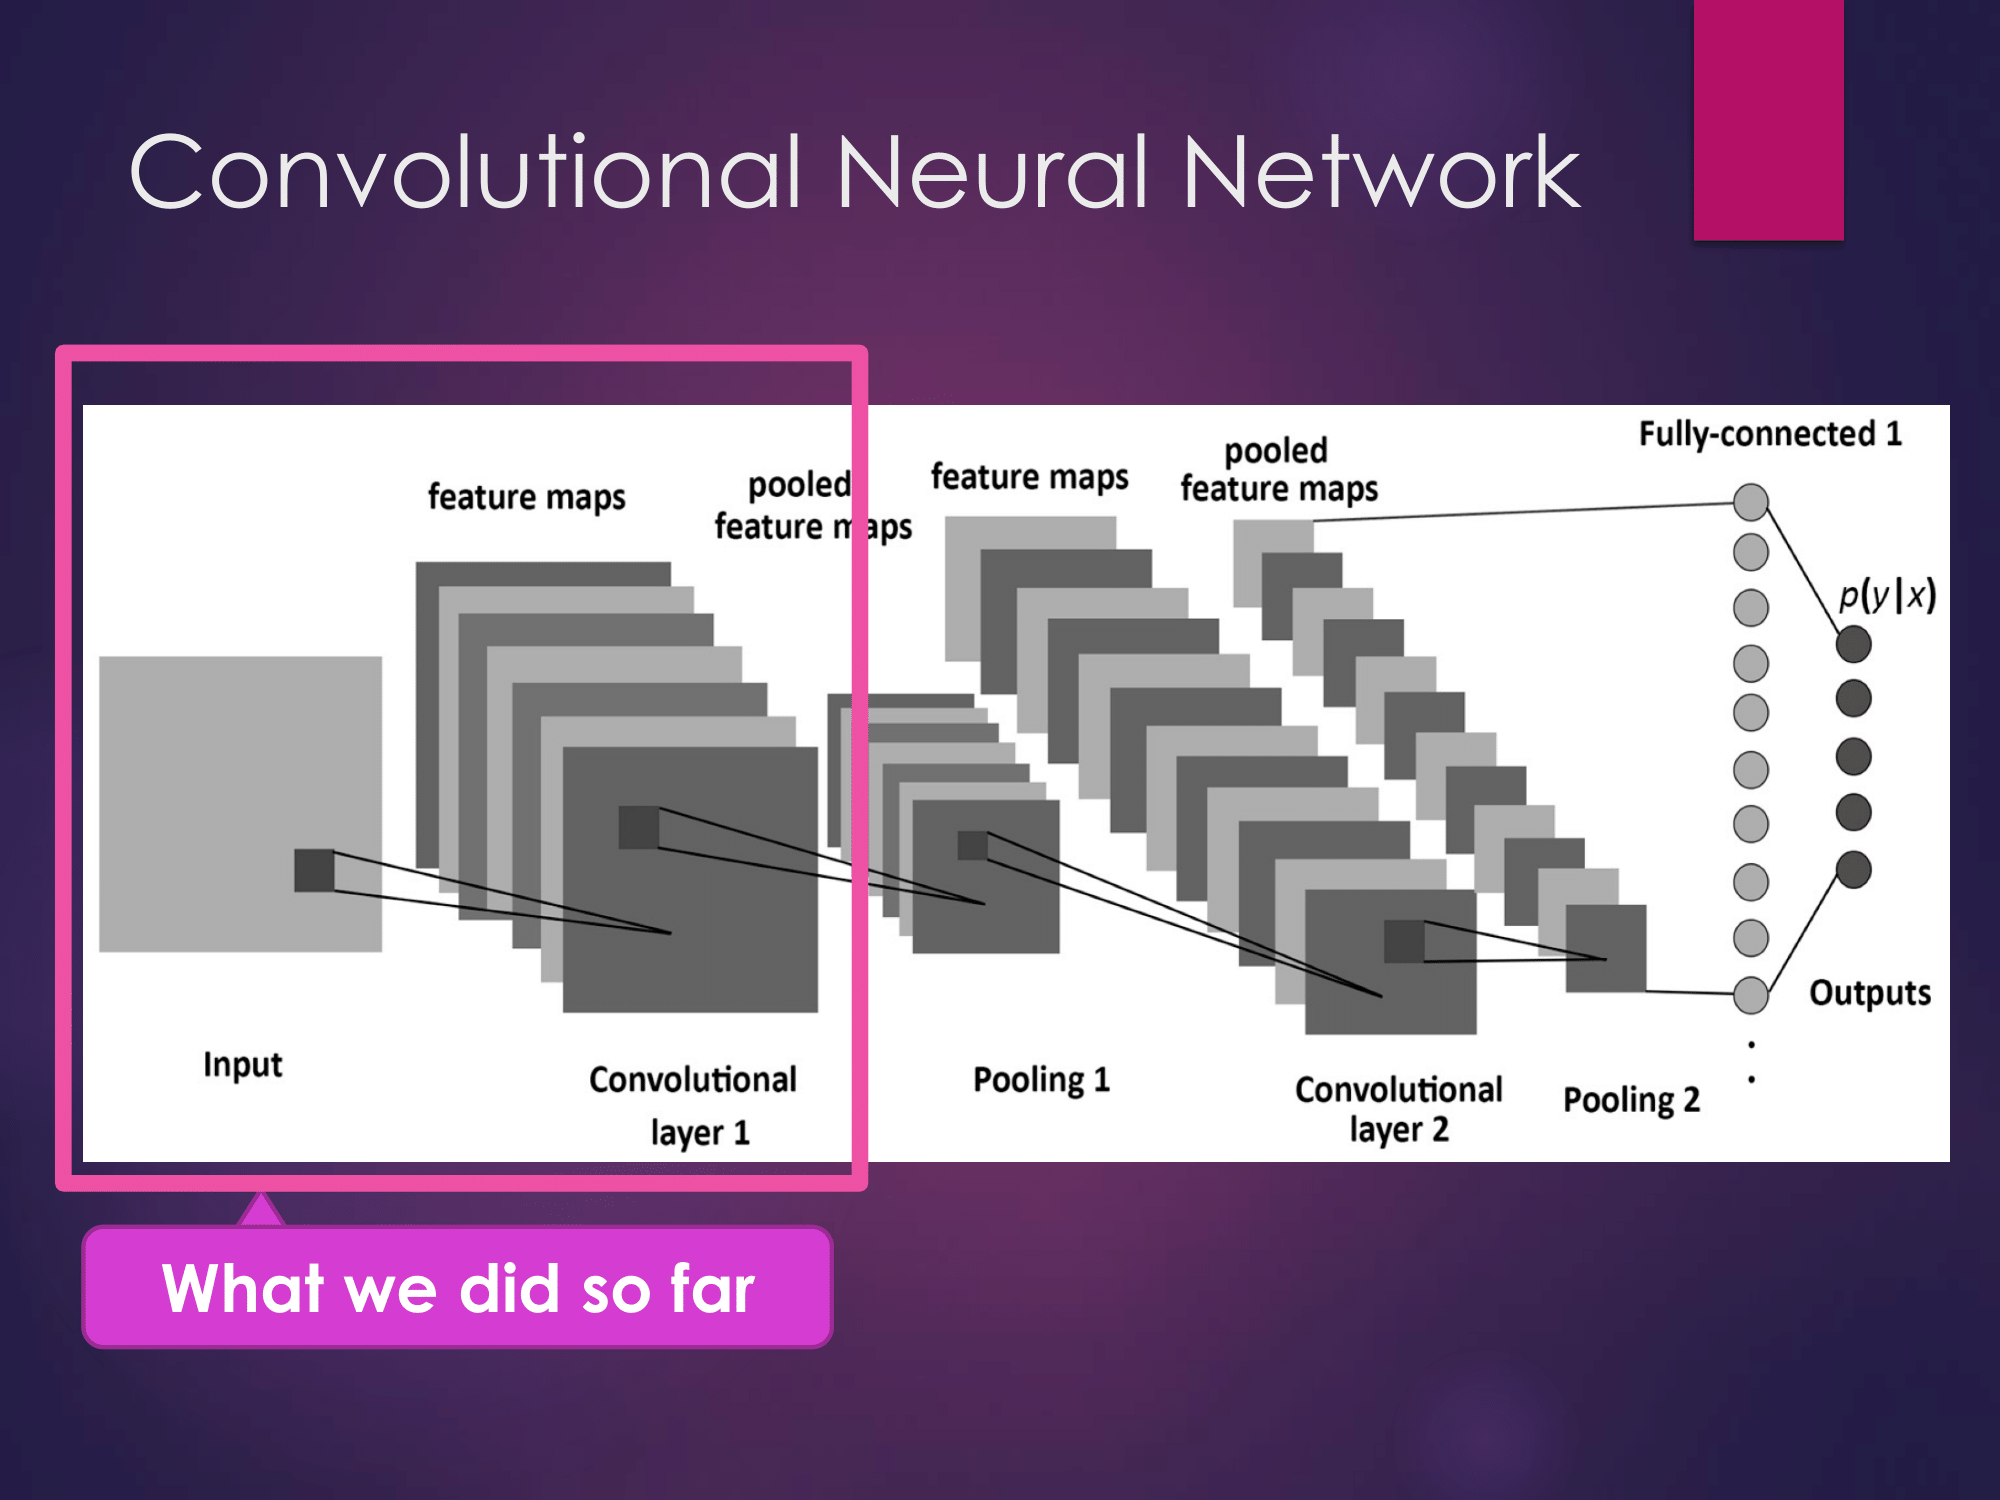 Convolutional Neural Network
Fully-connected 1
pooled
feature maps
feature maps
pooled
feature maps
feature maps
p(y|x)
Outputs
Input
Convolutional
layer 1
Pooling 1
Convolutional
layer 2
Pooling 2
What we did so far